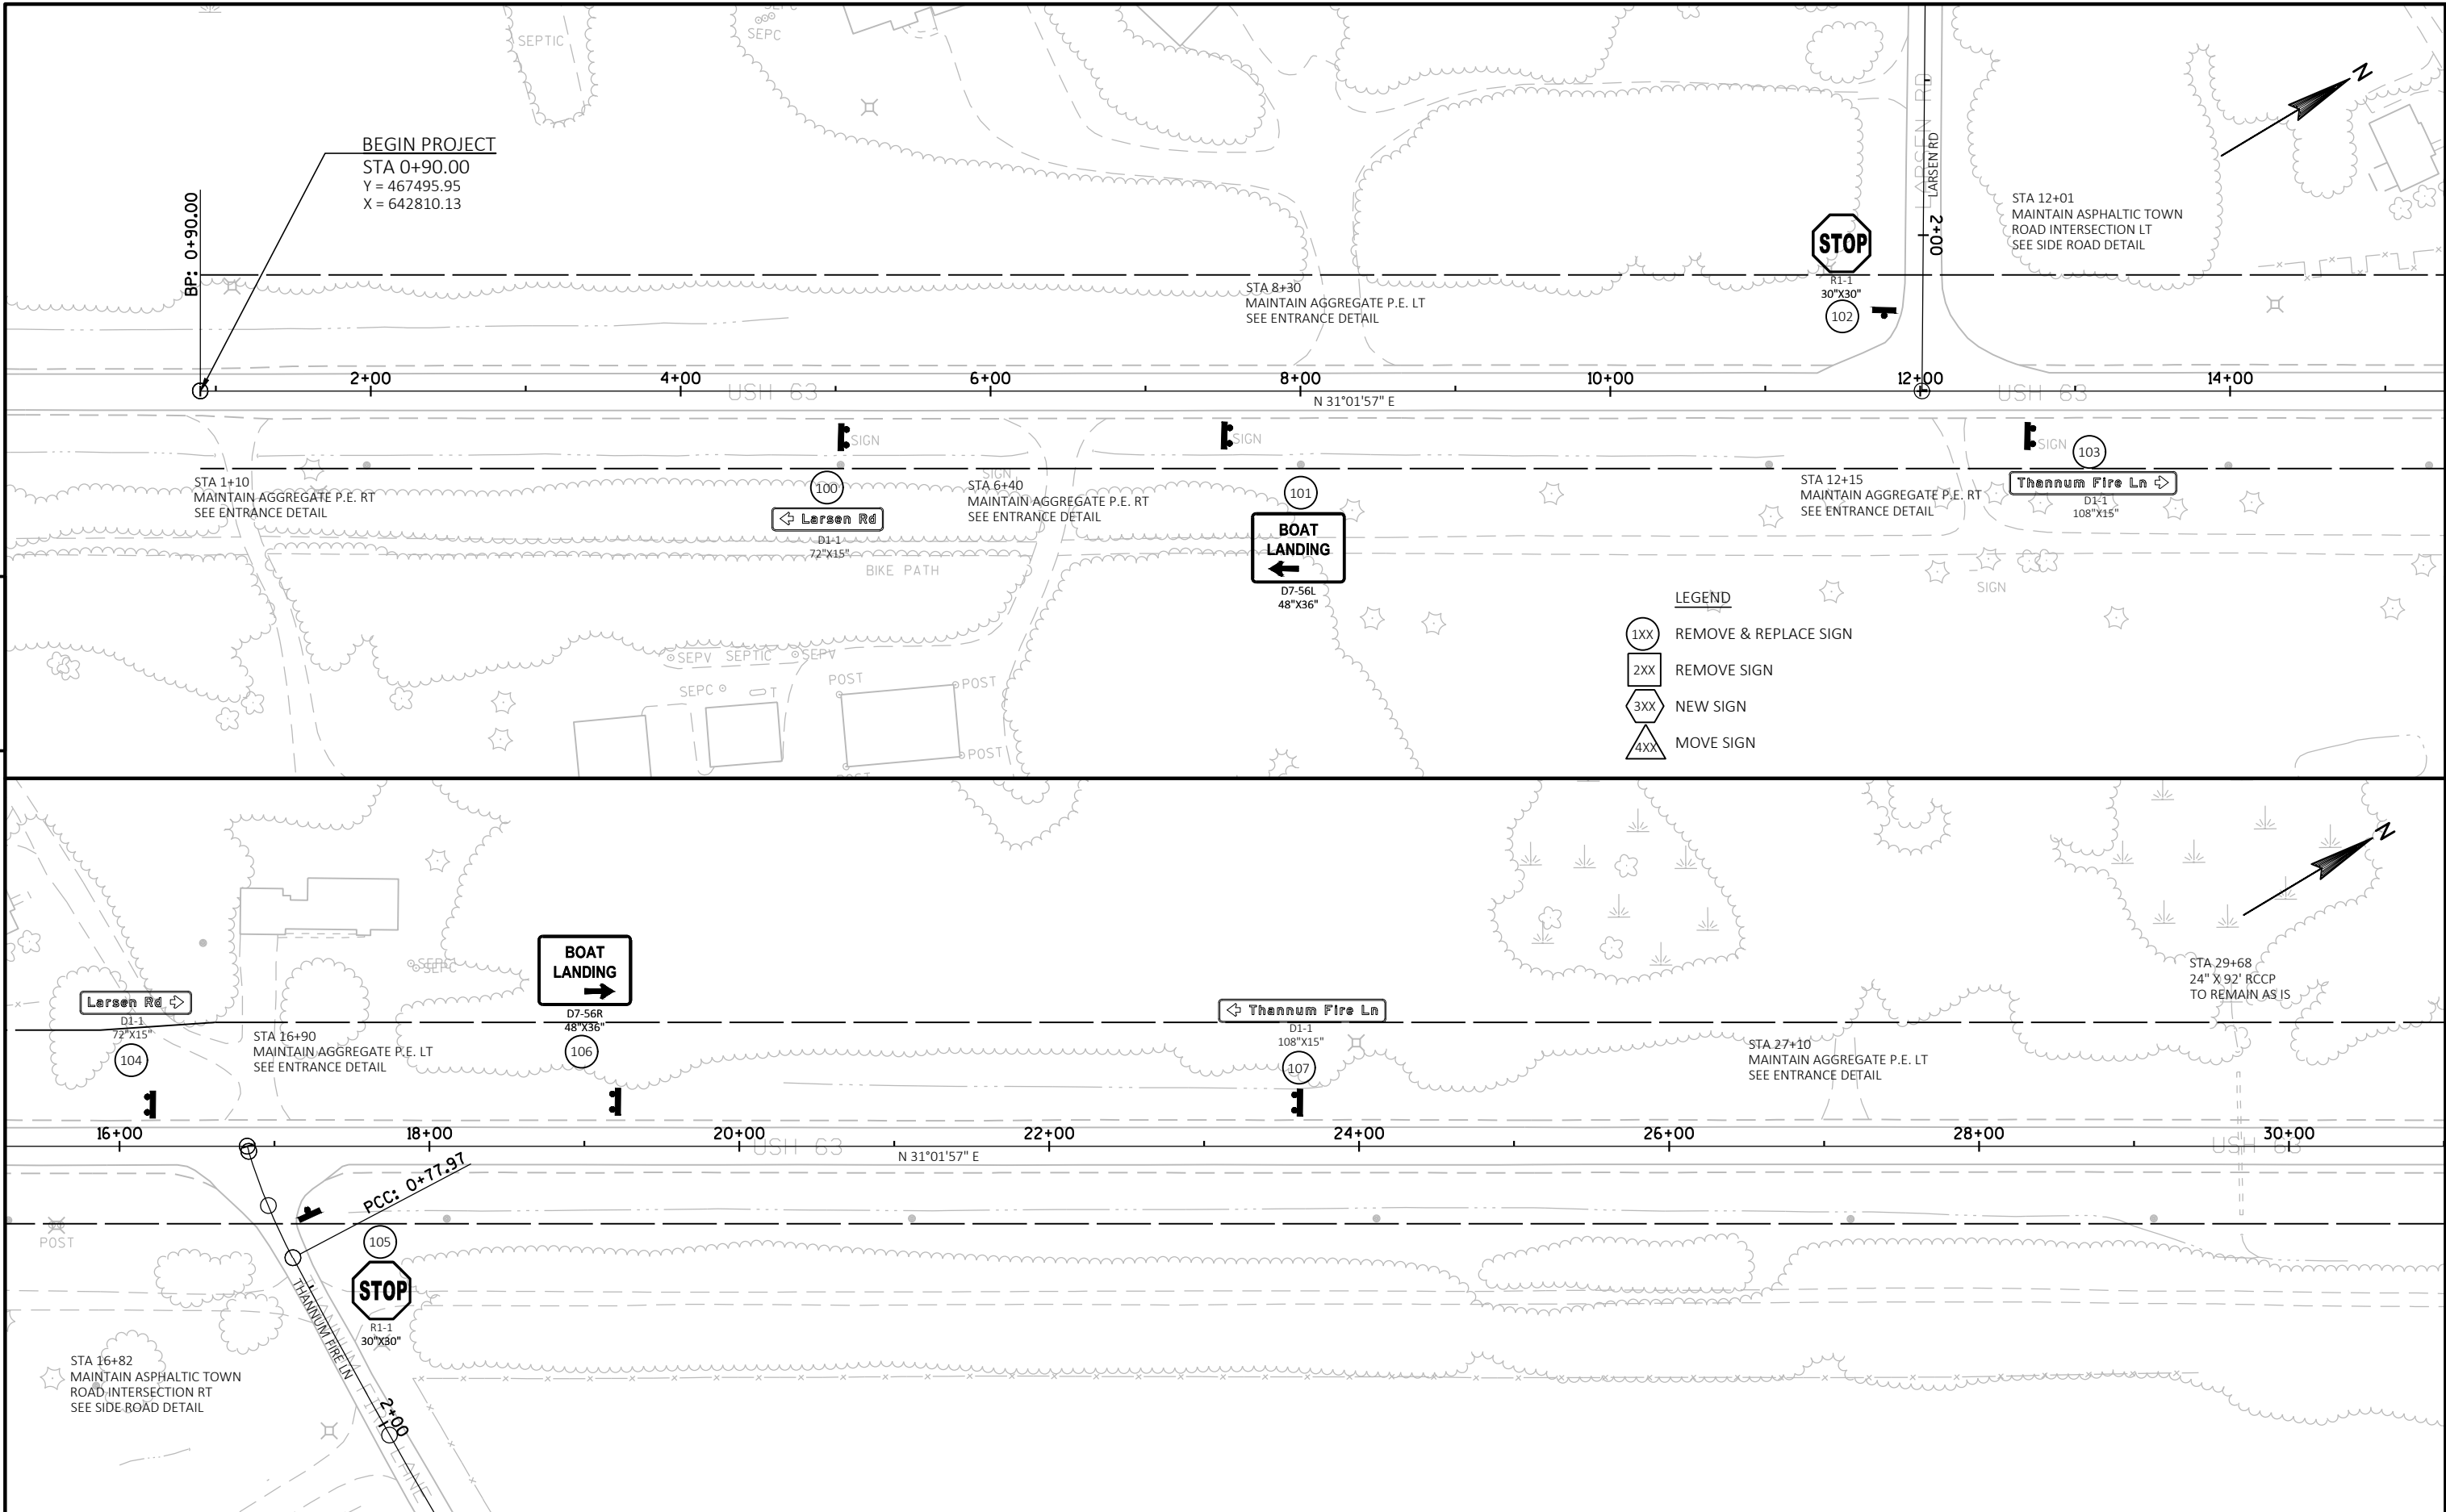 SEPTIC
SEPC
BEGIN PROJECT
STA 0+90.00
Y = 467495.95
X = 642810.13
BP: 0+90.00
N
LARSEN RD
LARSEN RD
2+00
STA 12+01
MAINTAIN ASPHALTIC TOWN
ROAD INTERSECTION LT
SEE SIDE ROAD DETAIL
STOP
R1-1
30"X30"
102
STA 8+30
MAINTAIN AGGREGATE P.E. LT
SEE ENTRANCE DETAIL
2+00 4+00 6+00 8+00 10+00 12+00 14+00
USH 63
USH 63
N 31°01'57" E
SIGN
SIGN
SIGN
SIGN
STA 1+10
MAINTAIN AGGREGATE P.E. RT
SEE ENTRANCE DETAIL
100
Larsen Rd
D1-1
72"X15"
STA 6+40
MAINTAIN AGGREGATE P.E. RT
SEE ENTRANCE DETAIL
101
BOAT
LANDING
D7-56L
48"X36"
STA 12+15
MAINTAIN AGGREGATE P.E. RT
SEE ENTRANCE DETAIL
103
Thannum Fire Ln
D1-1
108"X15"
BIKE PATH
SIGN
SEPV SEPTIC SEPV
SEPC T
POST
POST
POST
LEGEND
1XX REMOVE & REPLACE SIGN
2XX REMOVE SIGN
3XX NEW SIGN
4XX MOVE SIGN
N
SEPC
BOAT
LANDING
D7-56R
48"X36"
106
Larsen Rd
D1-1
72"X15"
104
STA 16+90
MAINTAIN AGGREGATE P.E. LT
SEE ENTRANCE DETAIL
Thannum Fire Ln
D1-1
108"X15"
107
STA 27+10
MAINTAIN AGGREGATE P.E. LT
SEE ENTRANCE DETAIL
STA 29+68
24" X 92' RCCP
TO REMAIN AS IS
16+00 18+00 20+00 22+00 24+00 26+00 28+00 30+00
USH 63
USH 63
N 31°01'57" E
PCC: 0+77.97
POST
105
STOP
R1-1
30"X30"
THANNUM FIRE LN
THANNUM FIRE LANE
2+00
STA 16+82
MAINTAIN ASPHALTIC TOWN
ROAD INTERSECTION RT
SEE SIDE ROAD DETAIL